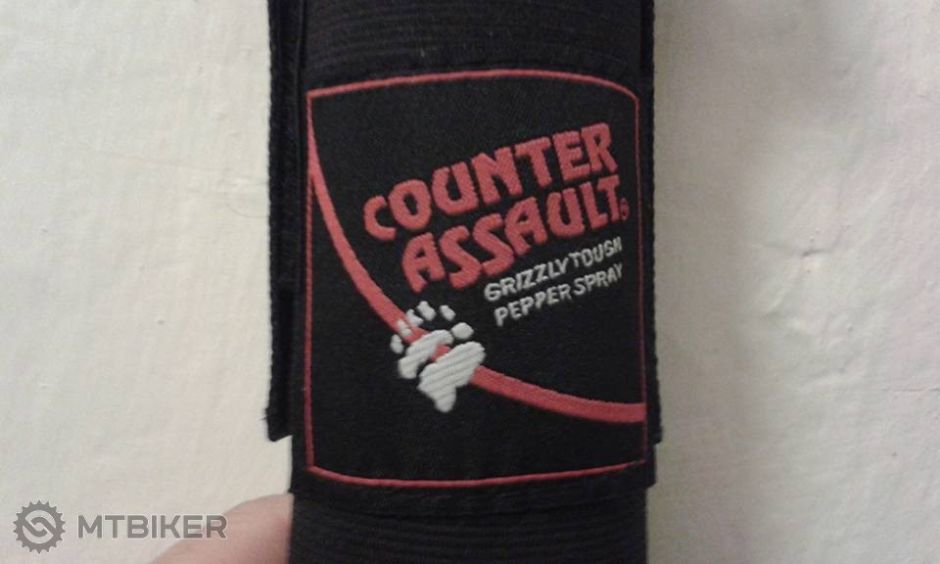 COUNTER
ASSAULT®
GRIZZLY TOUGH
PEPPER SPRAY
MTBIKER